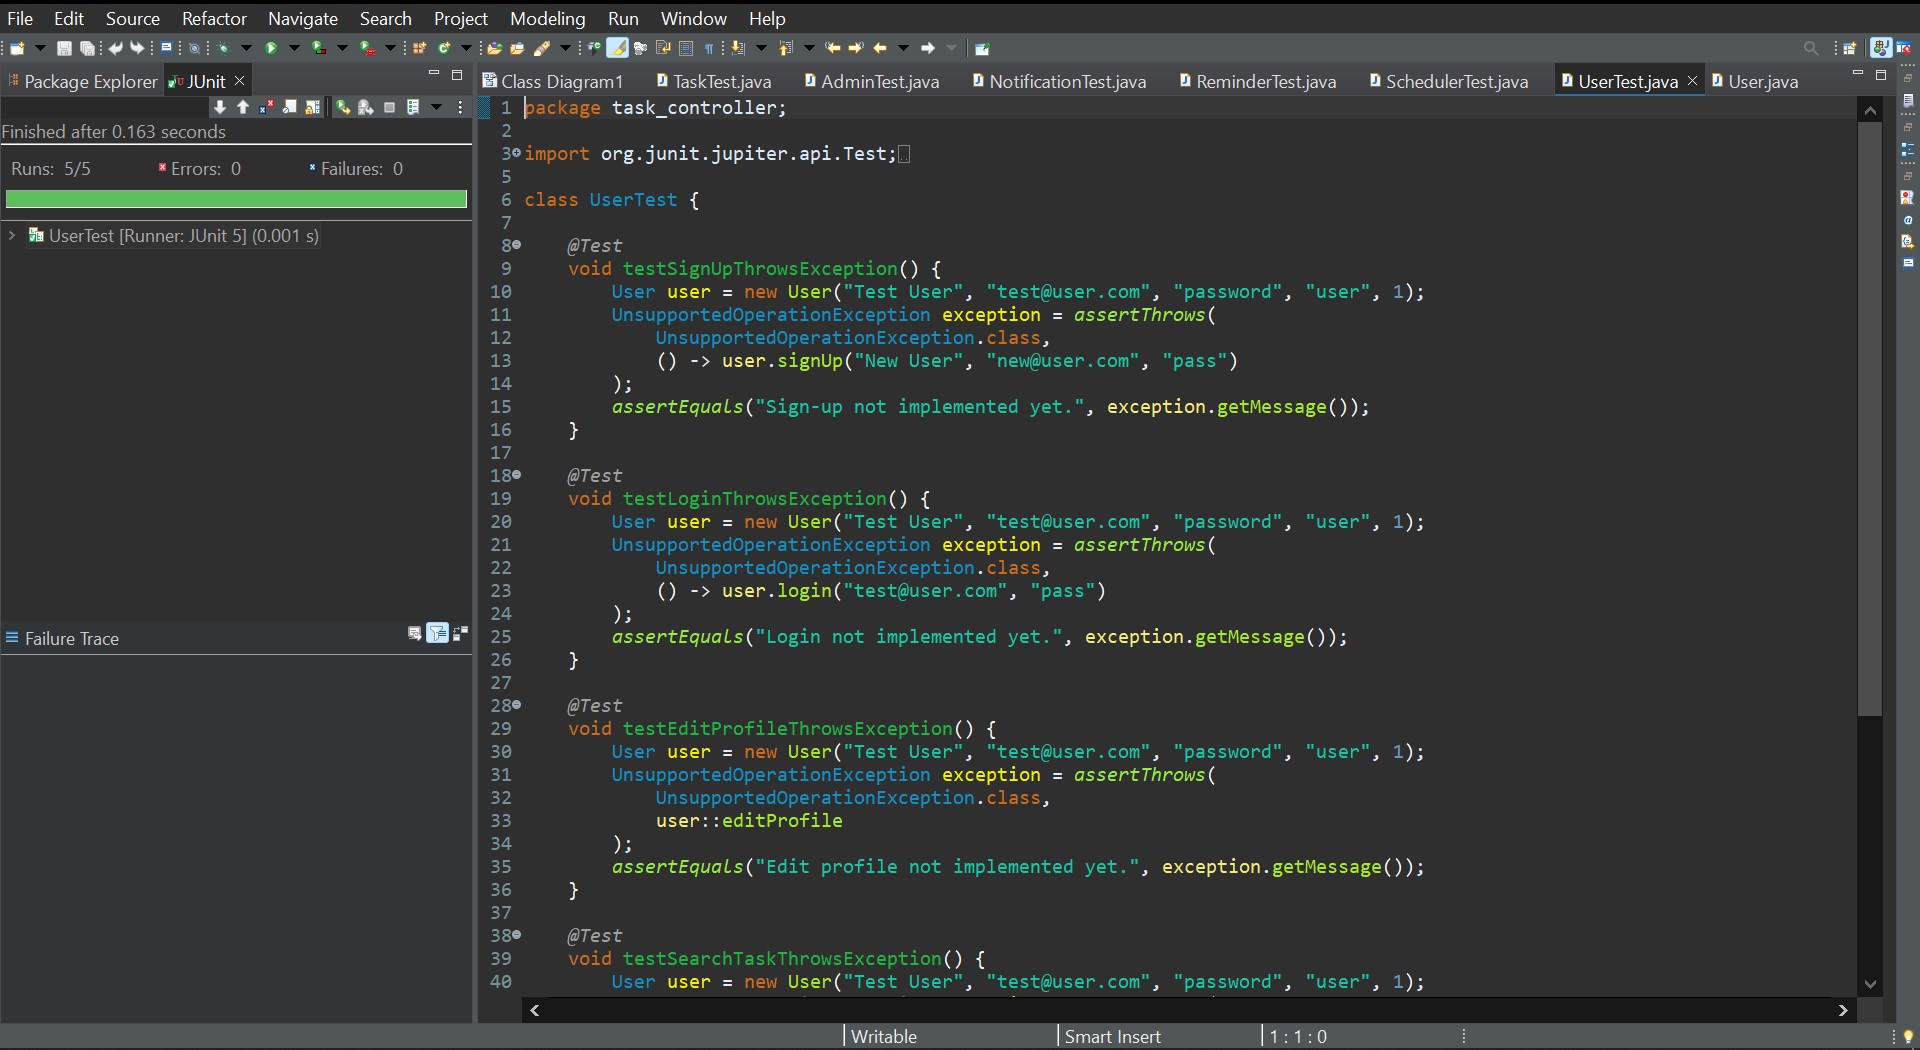 File Edit Source Refactor Navigate Search Project Modeling Run Window Help
Package Explorer JUnit
Class Diagram1 TaskTest.java AdminTest.java NotificationTest.java ReminderTest.java SchedulerTest.java UserTest.java User.java
Finished after 0.163 seconds
Runs: 5/5 Errors: 0 Failures: 0
UserTest [Runner: JUnit 5] (0.001 s)
Failure Trace
1 package task_controller;
2
3 import org.junit.jupiter.api.Test;
5
6 class UserTest {
7
8 @Test
9 void testSignUpThrowsException() {
10 User user = new User("Test User", "test@user.com", "password", "user", 1);
11 UnsupportedOperationException exception = assertThrows(
12 UnsupportedOperationException.class,
13 () -> user.signUp("New User", "new@user.com", "pass")
14 );
15 assertEquals("Sign-up not implemented yet.", exception.getMessage());
16 }
17
18 @Test
19 void testLoginThrowsException() {
20 User user = new User("Test User", "test@user.com", "password", "user", 1);
21 UnsupportedOperationException exception = assertThrows(
22 UnsupportedOperationException.class,
23 () -> user.login("test@user.com", "pass")
24 );
25 assertEquals("Login not implemented yet.", exception.getMessage());
26 }
27
28 @Test
29 void testEditProfileThrowsException() {
30 User user = new User("Test User", "test@user.com", "password", "user", 1);
31 UnsupportedOperationException exception = assertThrows(
32 UnsupportedOperationException.class,
33 user::editProfile
34 );
35 assertEquals("Edit profile not implemented yet.", exception.getMessage());
36 }
37
38 @Test
39 void testSearchTaskThrowsException() {
40 User user = new User("Test User", "test@user.com", "password", "user", 1);
Writable Smart Insert 1 : 1 : 0